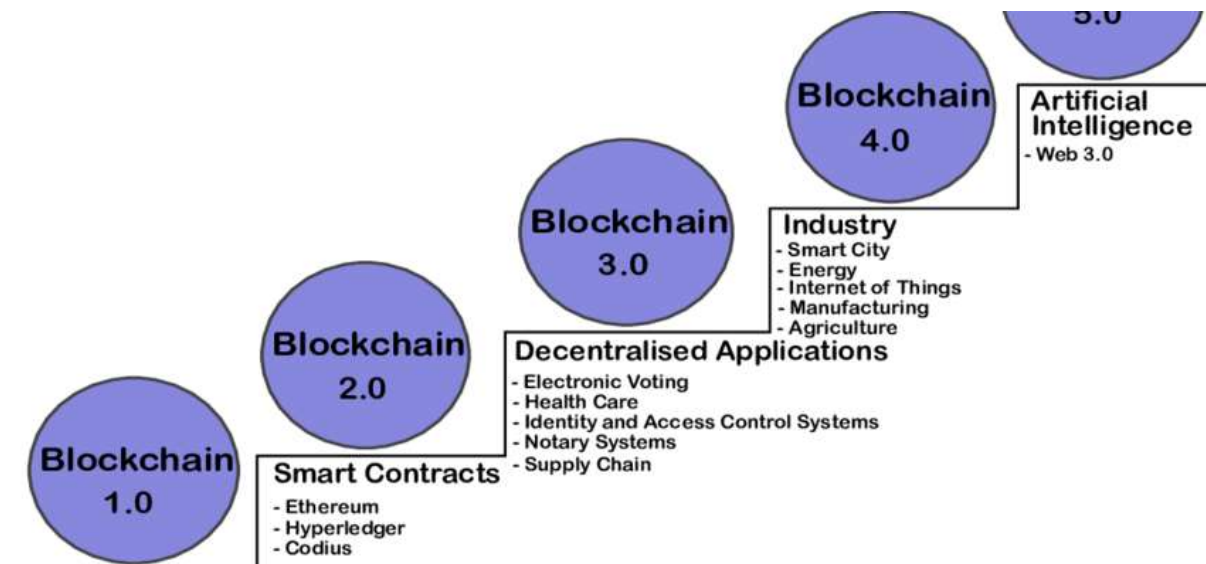 Blockchain
1.0
Smart Contracts
- Ethereum
- Hyperledger
- Codius
Blockchain
2.0
Decentralised Applications
- Electronic Voting
- Health Care
- Identity and Access Control Systems
- Notary Systems
- Supply Chain
Blockchain
3.0
Industry
- Smart City
- Energy
- Internet of Things
- Manufacturing
- Agriculture
Blockchain
4.0
Artificial
Intelligence
- Web 3.0
5.0